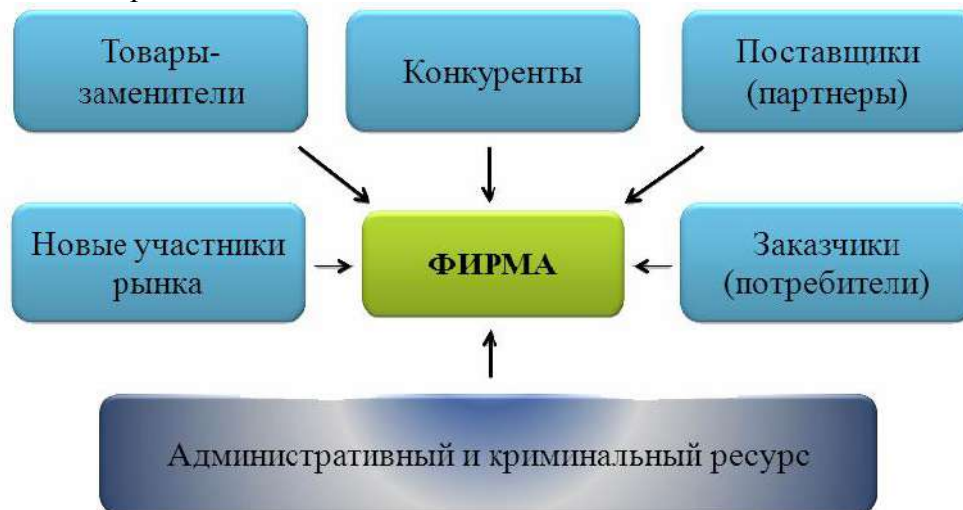 Товары-
заменители
Конкуренты
Поставщики
(партнеры)
Новые участники
рынка
ФИРМА
Заказчики
(потребители)
Административный и криминальный ресурс